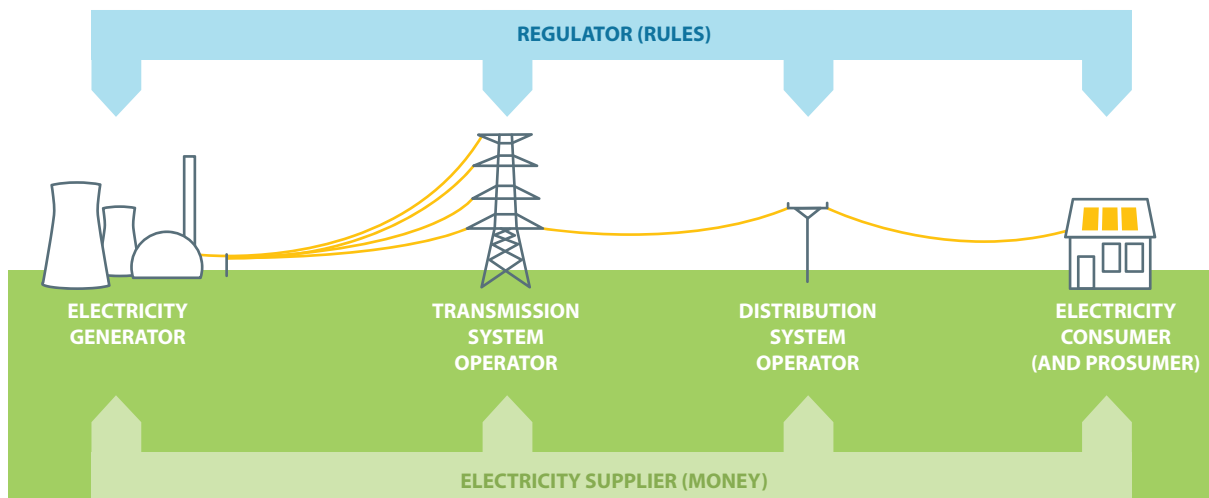 REGULATOR (RULES)
ELECTRICITY
GENERATOR
TRANSMISSION
SYSTEM
OPERATOR
DISTRIBUTION
SYSTEM
OPERATOR
ELECTRICITY
CONSUMER
(AND PROSUMER)
ELECTRICITY SUPPLIER (MONEY)